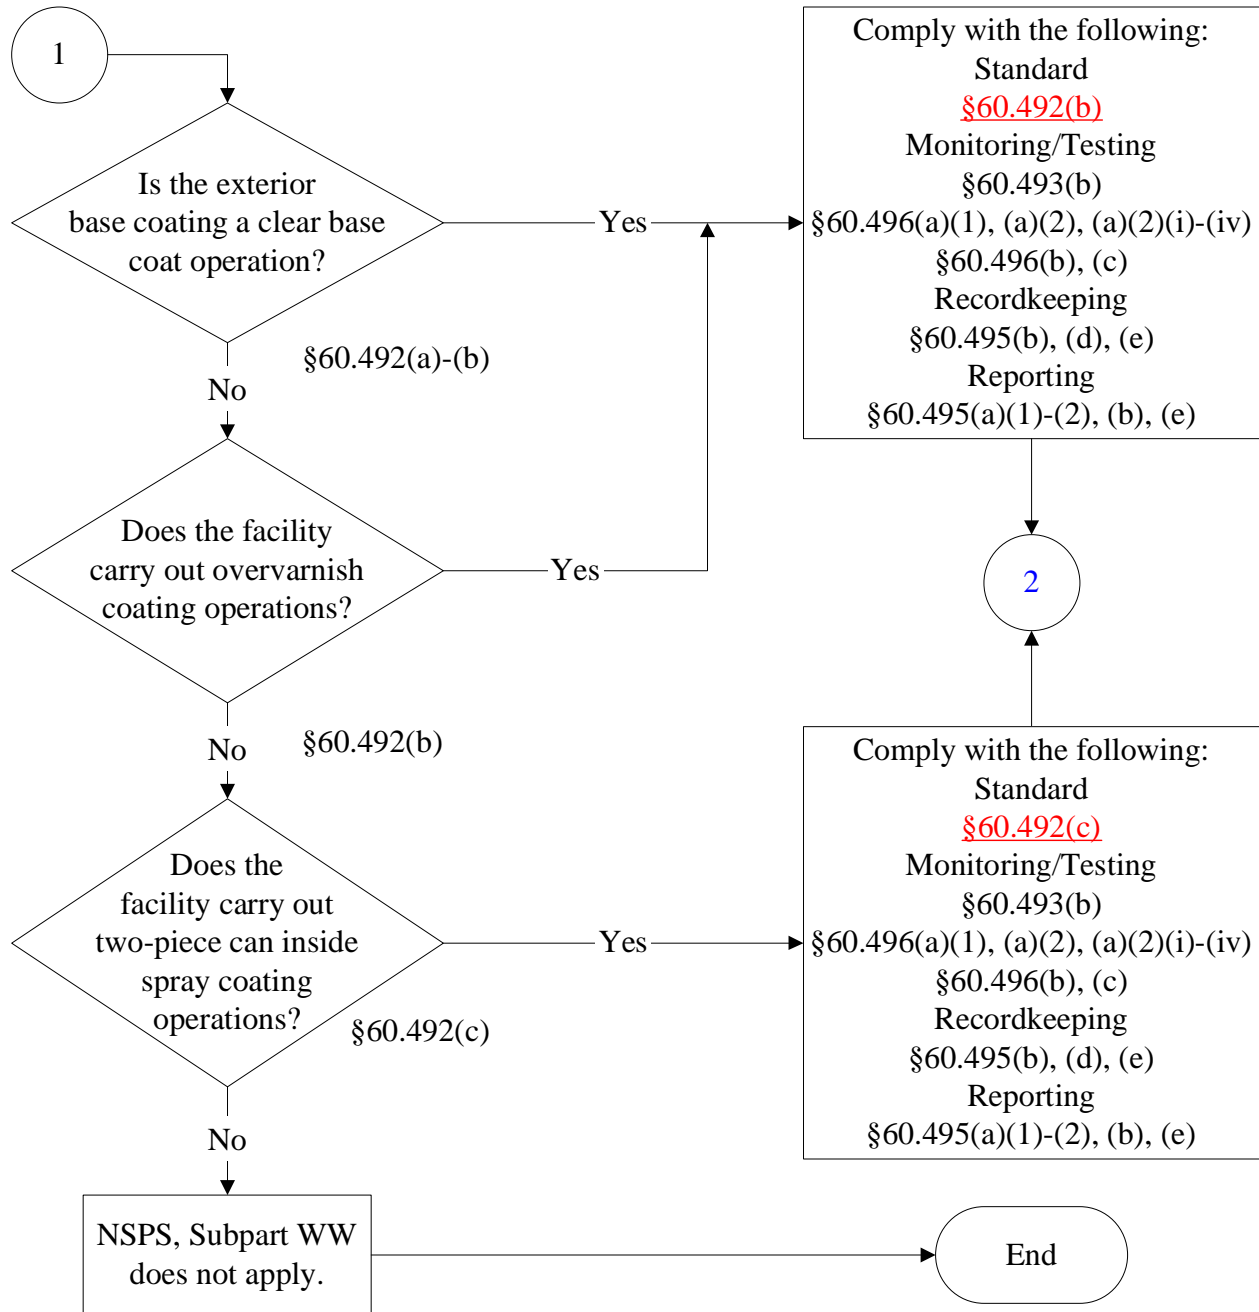 1
Is the exterior
base coating a clear base
coat operation?
Yes
§60.492(a)-(b)
No
Comply with the following:
Standard
§60.492(b)
Monitoring/Testing
§60.493(b)
§60.496(a)(1), (a)(2), (a)(2)(i)-(iv)
§60.496(b), (c)
Recordkeeping
§60.495(b), (d), (e)
Reporting
§60.495(a)(1)-(2), (b), (e)
Does the facility
carry out overvarnish
coating operations?
Yes
2
No
§60.492(b)
Does the
facility carry out
two-piece can inside
spray coating
operations?
Yes
§60.492(c)
No
Comply with the following:
Standard
§60.492(c)
Monitoring/Testing
§60.493(b)
§60.496(a)(1), (a)(2), (a)(2)(i)-(iv)
§60.496(b), (c)
Recordkeeping
§60.495(b), (d), (e)
Reporting
§60.495(a)(1)-(2), (b), (e)
NSPS, Subpart WW
does not apply.
End